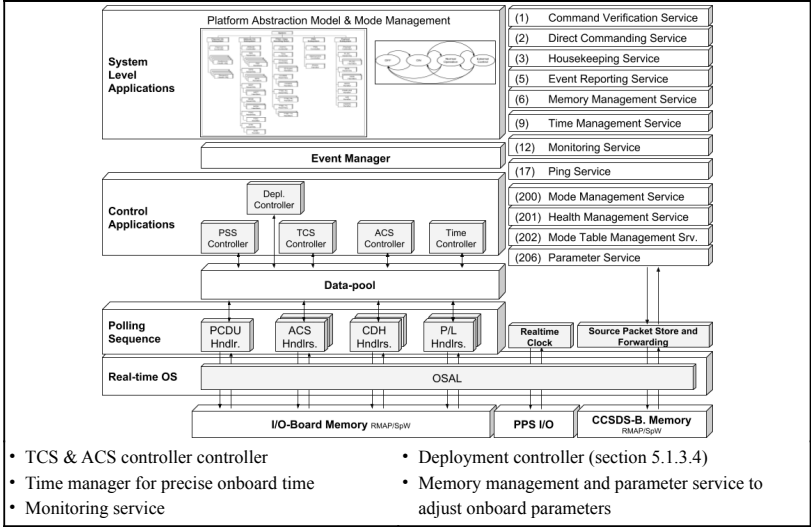 Platform Abstraction Model & Mode Management
System
Level
Applications
Event Manager
Control
Applications
Depl.
Controller
PSS
Controller
TCS
Controller
ACS
Controller
Time
Controller
Data-pool
Polling
Sequence
PCDU
Hndlr.
ACS
Hndlrs.
CDH
Hndlrs.
P/L
Hndlrs.
Realtime
Clock
Source Packet Store and
Forwarding
Real-time OS
OSAL
I/O-Board Memory RMAP/SpW
PPS I/O
CCSDS-B. Memory
RMAP/SpW
(1) Command Verification Service
(2) Direct Commanding Service
(3) Housekeeping Service
(5) Event Reporting Service
(6) Memory Management Service
(9) Time Management Service
(12) Monitoring Service
(17) Ping Service
(200) Mode Management Service
(201) Health Management Service
(202) Mode Table Management Srv.
(206) Parameter Service
• TCS & ACS controller controller
• Time manager for precise onboard time
• Monitoring service
• Deployment controller (section 5.1.3.4)
• Memory management and parameter service to
adjust onboard parameters